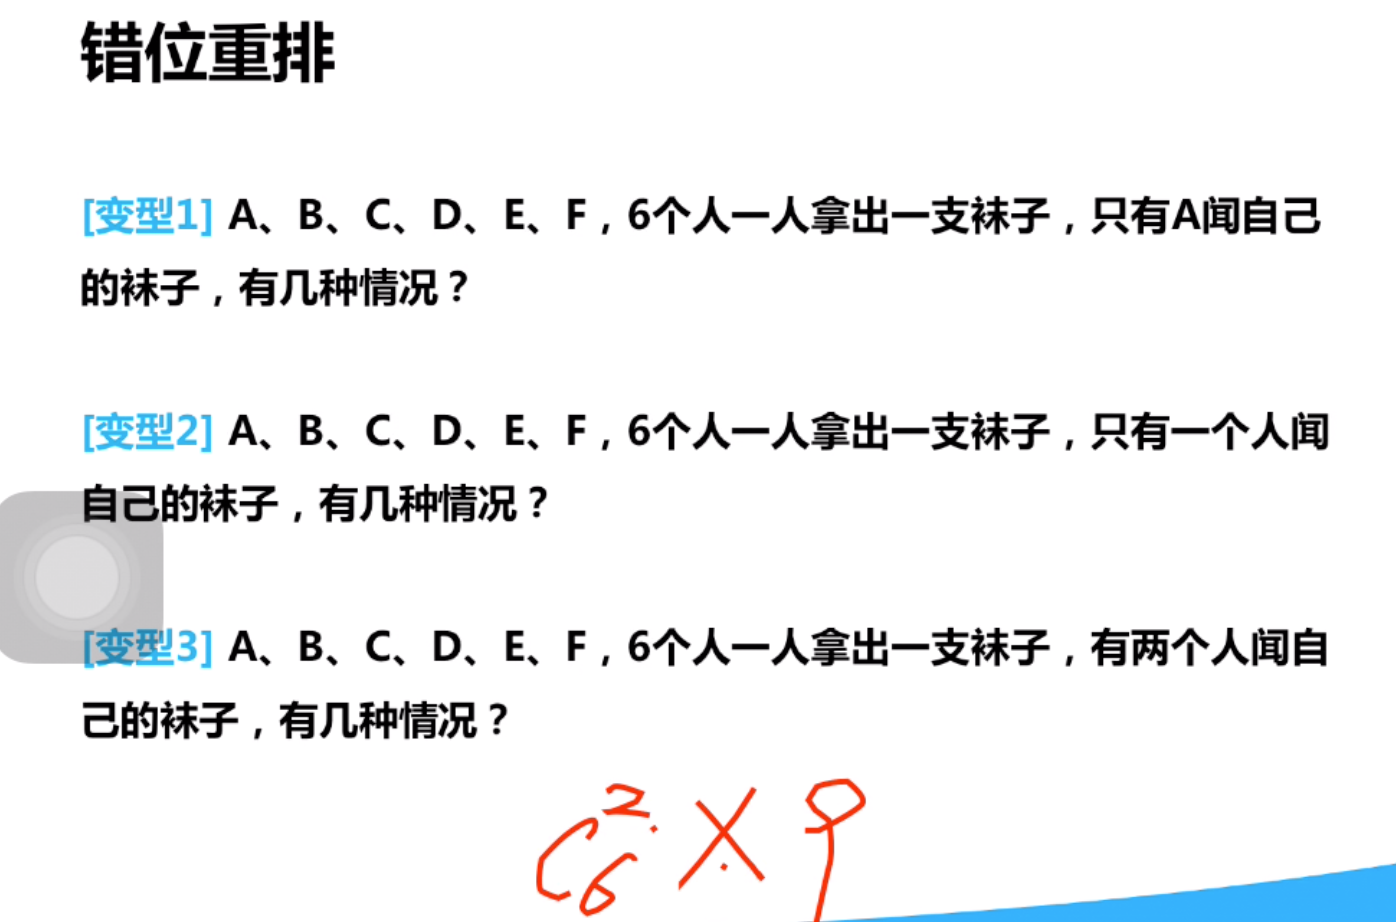 错位重排
[变型1] A、B、C、D、E、F，6个人一人拿出一支袜子，只有A闻自己
的袜子，有几种情况？
[变型2] A、B、C、D、E、F，6个人一人拿出一支袜子，只有一个人闻
自己的袜子，有几种情况？
[变型3] A、B、C、D、E、F，6个人一人拿出一支袜子，有两个人闻自
己的袜子，有几种情况？
C₆² × 9